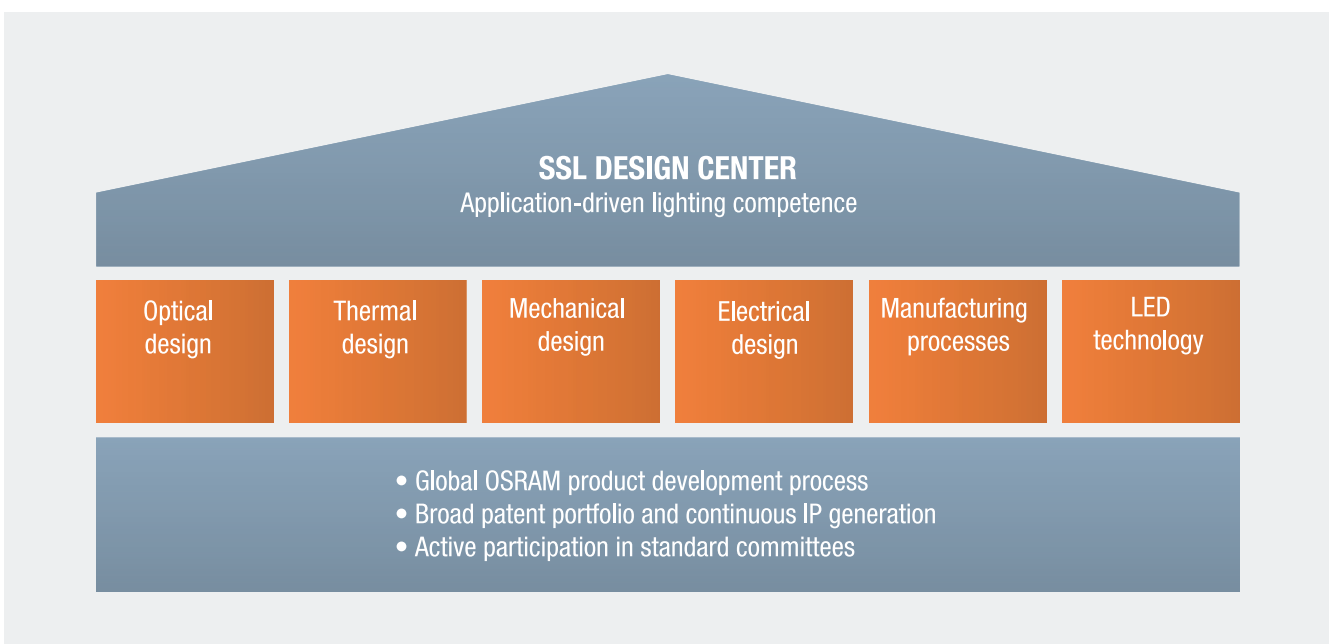 SSL DESIGN CENTER
Application-driven lighting competence
Optical
design
Thermal
design
Mechanical
design
Electrical
design
Manufacturing
processes
LED
technology
• Global OSRAM product development process
• Broad patent portfolio and continuous IP generation
• Active participation in standard committees